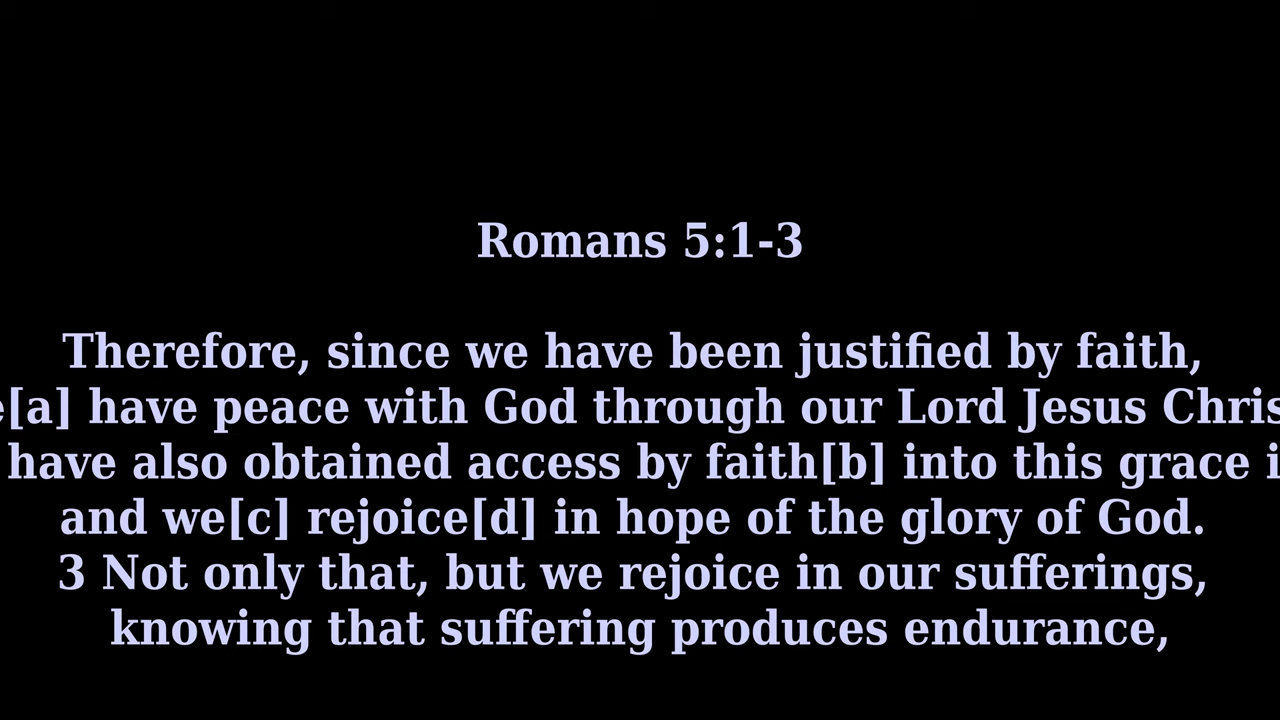 Romans 5:1-3
Therefore, since we have been justified by faith,
e[a] have peace with God through our Lord Jesus Chris
have also obtained access by faith[b] into this grace i
and we[c] rejoice[d] in hope of the glory of God.
3 Not only that, but we rejoice in our sufferings,
knowing that suffering produces endurance,